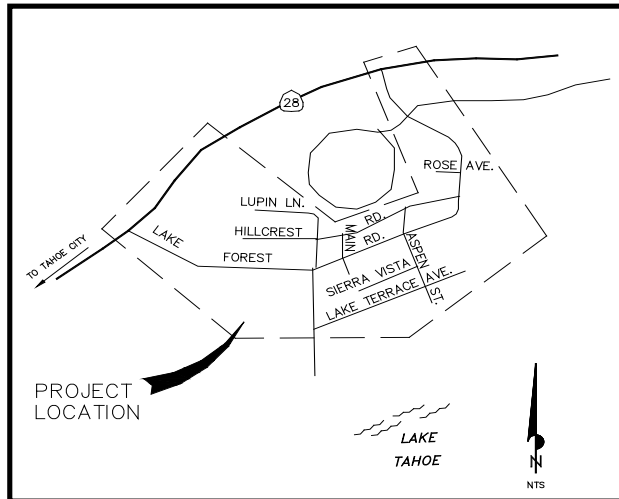 28
ROSE AVE.
LUPIN LN.
HILLCREST RD.
MAIN
LAKE FOREST RD.
TO TAHOE CITY
ASPEN ST.
SIERRA VISTA
LAKE TERRACE AVE.
PROJECT
LOCATION
LAKE
TAHOE
N
NTS